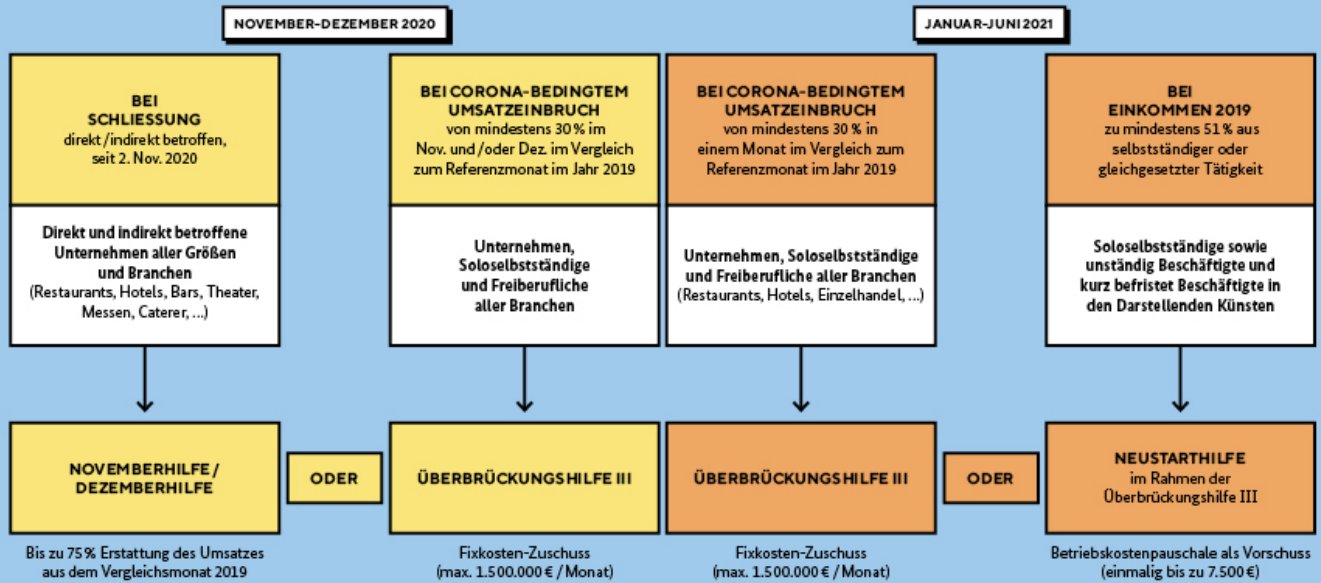 NOVEMBER–DEZEMBER 2020
JANUAR–JUNI 2021
BEI
SCHLIESSUNG
direkt/indirekt betroffen,
seit 2. Nov. 2020
Direkt und indirekt betroffene
Unternehmen aller Größen
und Branchen
(Restaurants, Hotels, Bars, Theater,
Messen, Caterer, ...)
NOVEMBERHILFE/
DEZEMBERHILFE
Bis zu 75% Erstattung des Umsatzes
aus dem Vergleichsmonat 2019
ODER
BEI CORONA-BEDINGTEM
UMSATZEINBRUCH
von mindestens 30% im
Nov. und/oder Dez. im Vergleich
zum Referenzmonat im Jahr 2019
Unternehmen,
Soloselbstständige
und Freiberufliche
aller Branchen
ÜBERBRÜCKUNGSHILFE III
Fixkosten-Zuschuss
(max. 1.500.000 € / Monat)
BEI CORONA-BEDINGTEM
UMSATZEINBRUCH
von mindestens 30% in
einem Monat im Vergleich zum
Referenzmonat im Jahr 2019
Unternehmen, Soloselbstständige
und Freiberufliche aller Branchen
(Restaurants, Hotels, Einzelhandel, ...)
ÜBERBRÜCKUNGSHILFE III
Fixkosten-Zuschuss
(max. 1.500.000 € / Monat)
ODER
BEI
EINKOMMEN 2019
zu mindestens 51% aus
selbstständiger oder
gleichgesetzter Tätigkeit
Soloselbstständige sowie
unständig Beschäftigte und
kurz befristet Beschäftigte in
den Darstellenden Künsten
NEUSTARTHILFE
im Rahmen der
Überbrückungshilfe III
Betriebskostenpauschale als Vorschuss
(einmalig bis zu 7.500 €)